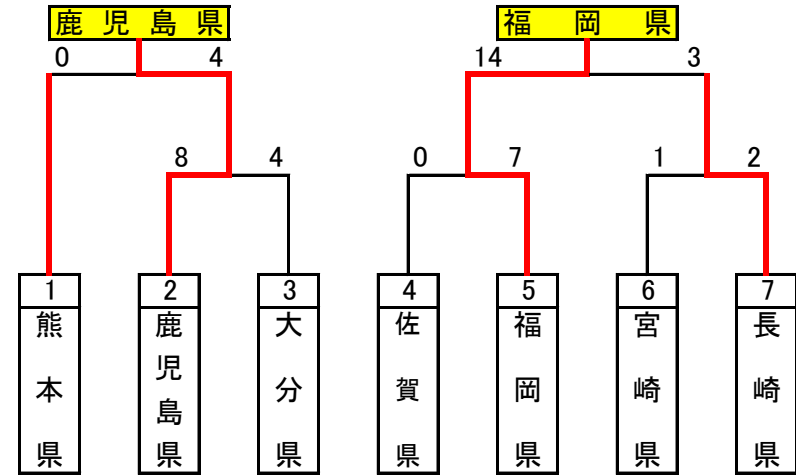 鹿児島県 福岡県
0 4 14 3
8 4 0 7 1 2
1 2 3 4 5 6 7
熊本県
鹿児島県
大分県
佐賀県
福岡県
宮崎県
長崎県